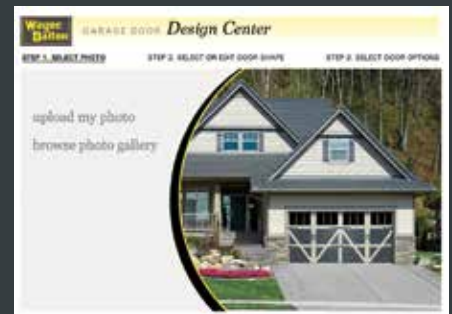 Wayne
Dalton
GARAGE DOOR Design Center
STEP 1. SELECT PHOTO STEP 2. SELECT OR EDIT DOOR SHAPE STEP 3. SELECT DOOR OPTIONS
upload my photo
browse photo gallery